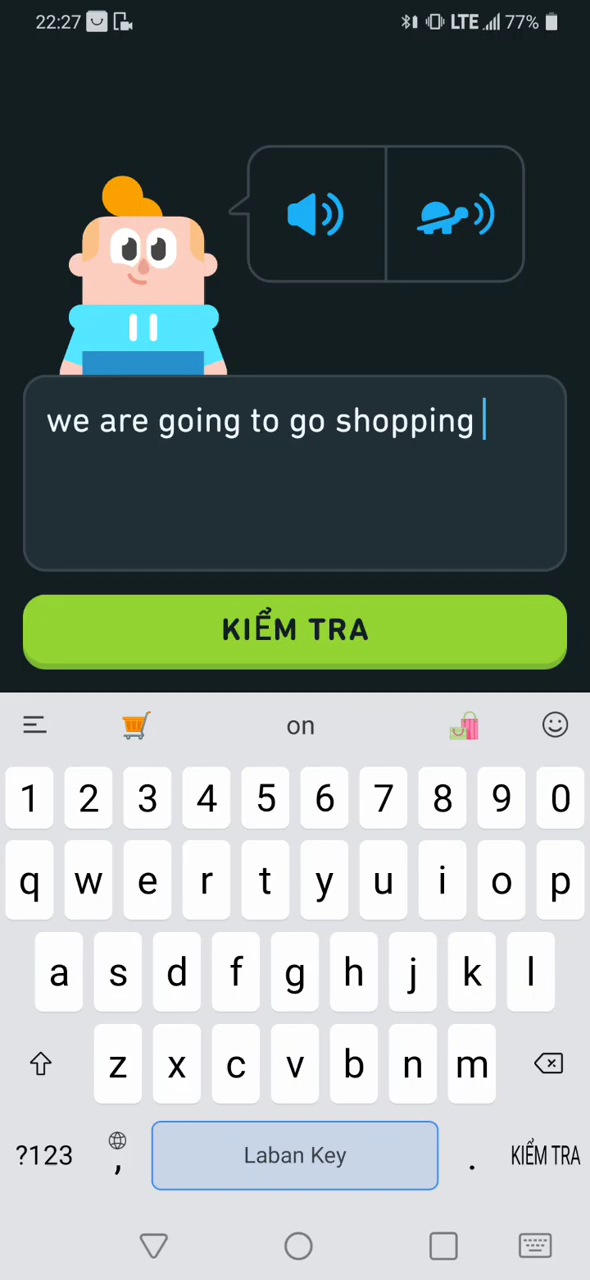 22:27 LTE 77%
we are going to go shopping
KIỂM TRA
on
1 2 3 4 5 6 7 8 9 0
q w e r t y u i o p
a s d f g h j k l
z x c v b n m
?123 , Laban Key . KIỂM TRA